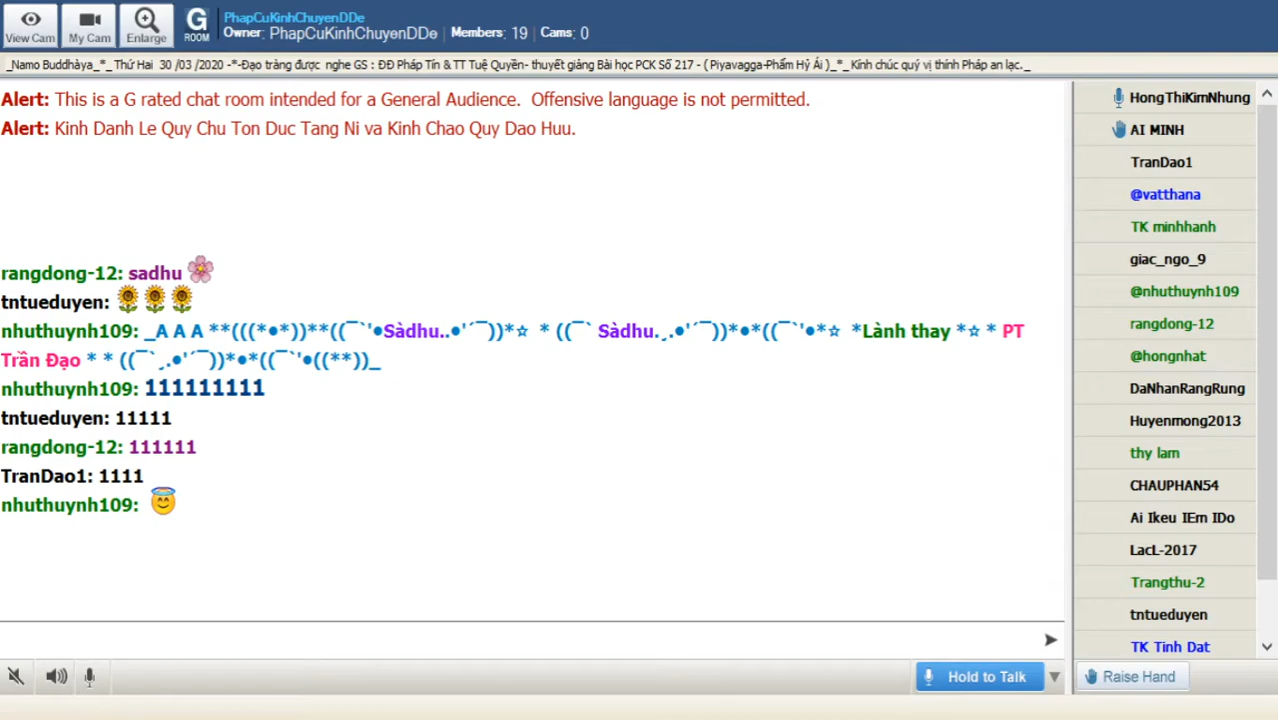 View Cam
My Cam
Enlarge
G
ROOM
PhapCuKinhChuyenDDe
Owner: PhapCuKinhChuyenDDe Members: 19 Cams: 0
_Namo Buddhàya_*_ Thứ Hai 30 /03 /2020 -*-Đạo tràng được nghe GS : ĐĐ Pháp Tín & TT Tuệ Quyền- thuyết giảng Bài học PCK Số 217 - ( Piyavagga-Phẩm Hỷ Ái )_*_ Kính chúc quý vị thính Pháp an lạc._
Alert: This is a G rated chat room intended for a General Audience. Offensive language is not permitted.
Alert: Kinh Danh Le Quy Chu Ton Duc Tang Ni va Kinh Chao Quy Dao Huu.
rangdong-12: sadhu
tntueduyen:
nhuthuynh109: _A A A **(((*•*))**((¯`'•Sàdhu..•'´¯))*☆ * ((¯` Sàdhu.¸.•'´¯))*•*((¯`'•*☆ *Lành thay *☆ * PT
Trần Đạo * * ((¯`¸.•'´¯))*•*((¯`'•((**))_
nhuthuynh109: 111111111
tntueduyen: 11111
rangdong-12: 111111
TranDao1: 1111
nhuthuynh109:
HongThiKimNhung
AI MINH
TranDao1
@vatthana
TK minhhanh
giac_ngo_9
@nhuthuynh109
rangdong-12
@hongnhat
DaNhanRangRung
Huyenmong2013
thy lam
CHAUPHAN54
Ai Ikeu IEm IDo
LacL-2017
Trangthu-2
tntueduyen
TK Tinh Dat
Hold to Talk
Raise Hand